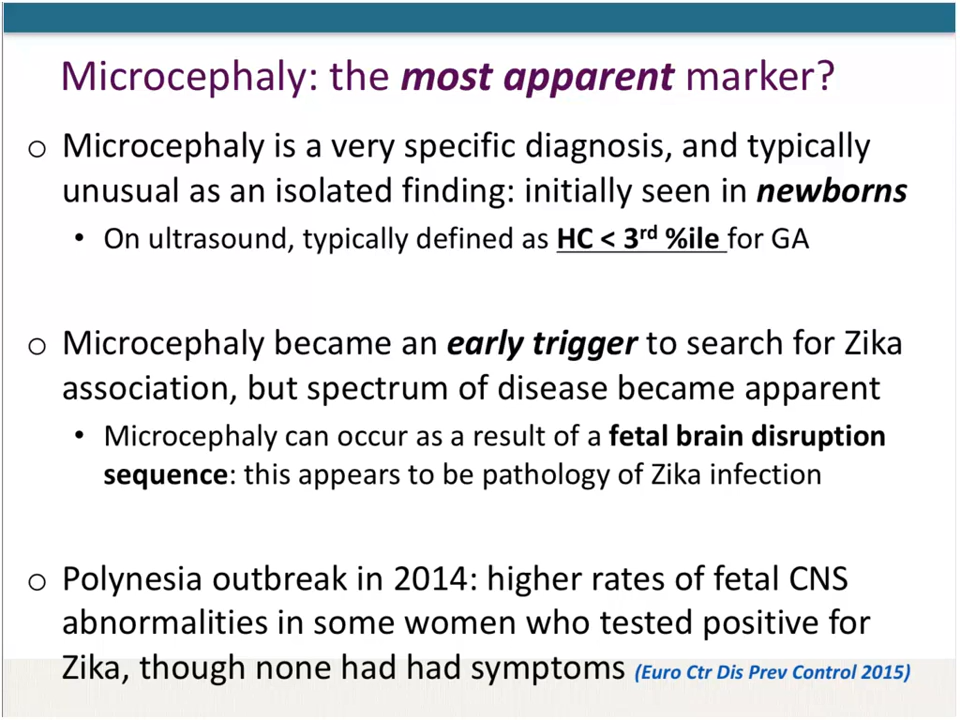 Microcephaly: the most apparent marker?
o Microcephaly is a very specific diagnosis, and typically
unusual as an isolated finding: initially seen in newborns
• On ultrasound, typically defined as HC < 3rd %ile for GA
o Microcephaly became an early trigger to search for Zika
association, but spectrum of disease became apparent
• Microcephaly can occur as a result of a fetal brain disruption
sequence: this appears to be pathology of Zika infection
o Polynesia outbreak in 2014: higher rates of fetal CNS
abnormalities in some women who tested positive for
Zika, though none had had symptoms (Euro Ctr Dis Prev Control 2015)